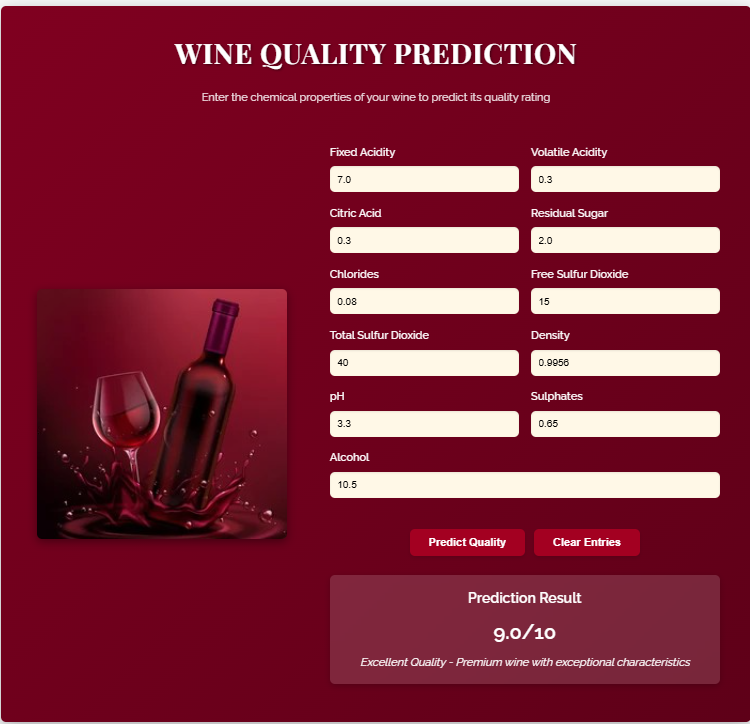 WINE QUALITY PREDICTION
Enter the chemical properties of your wine to predict its quality rating
Fixed Acidity Volatile Acidity
7.0 0.3
Citric Acid Residual Sugar
0.3 2.0
Chlorides Free Sulfur Dioxide
0.08 15
Total Sulfur Dioxide Density
40 0.9956
pH Sulphates
3.3 0.65
Alcohol
10.5
Predict Quality Clear Entries
Prediction Result
9.0/10
Excellent Quality - Premium wine with exceptional characteristics